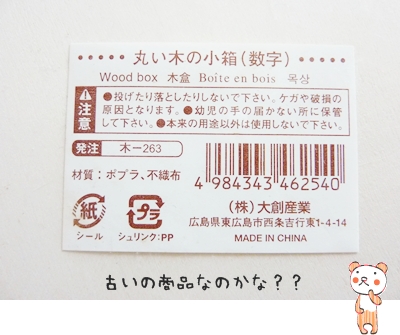 丸い木の小箱(数字)
Wood box 木盒 Boîte en bois 옥상
注意
●投げたり落としたりしないで下さい。ケガや破損の
原因となります。●幼児の手の届かない所に保管
して下さい。●本来の用途以外は使用しないで下さい。
発注 木ー263
材質:ポプラ、不織布
4 984343 462540
紙
シール
プラ
シュリンク:PP
(株)大創産業
広島県東広島市西条吉行東1-4-14
MADE IN CHINA
古いの商品なのかな??